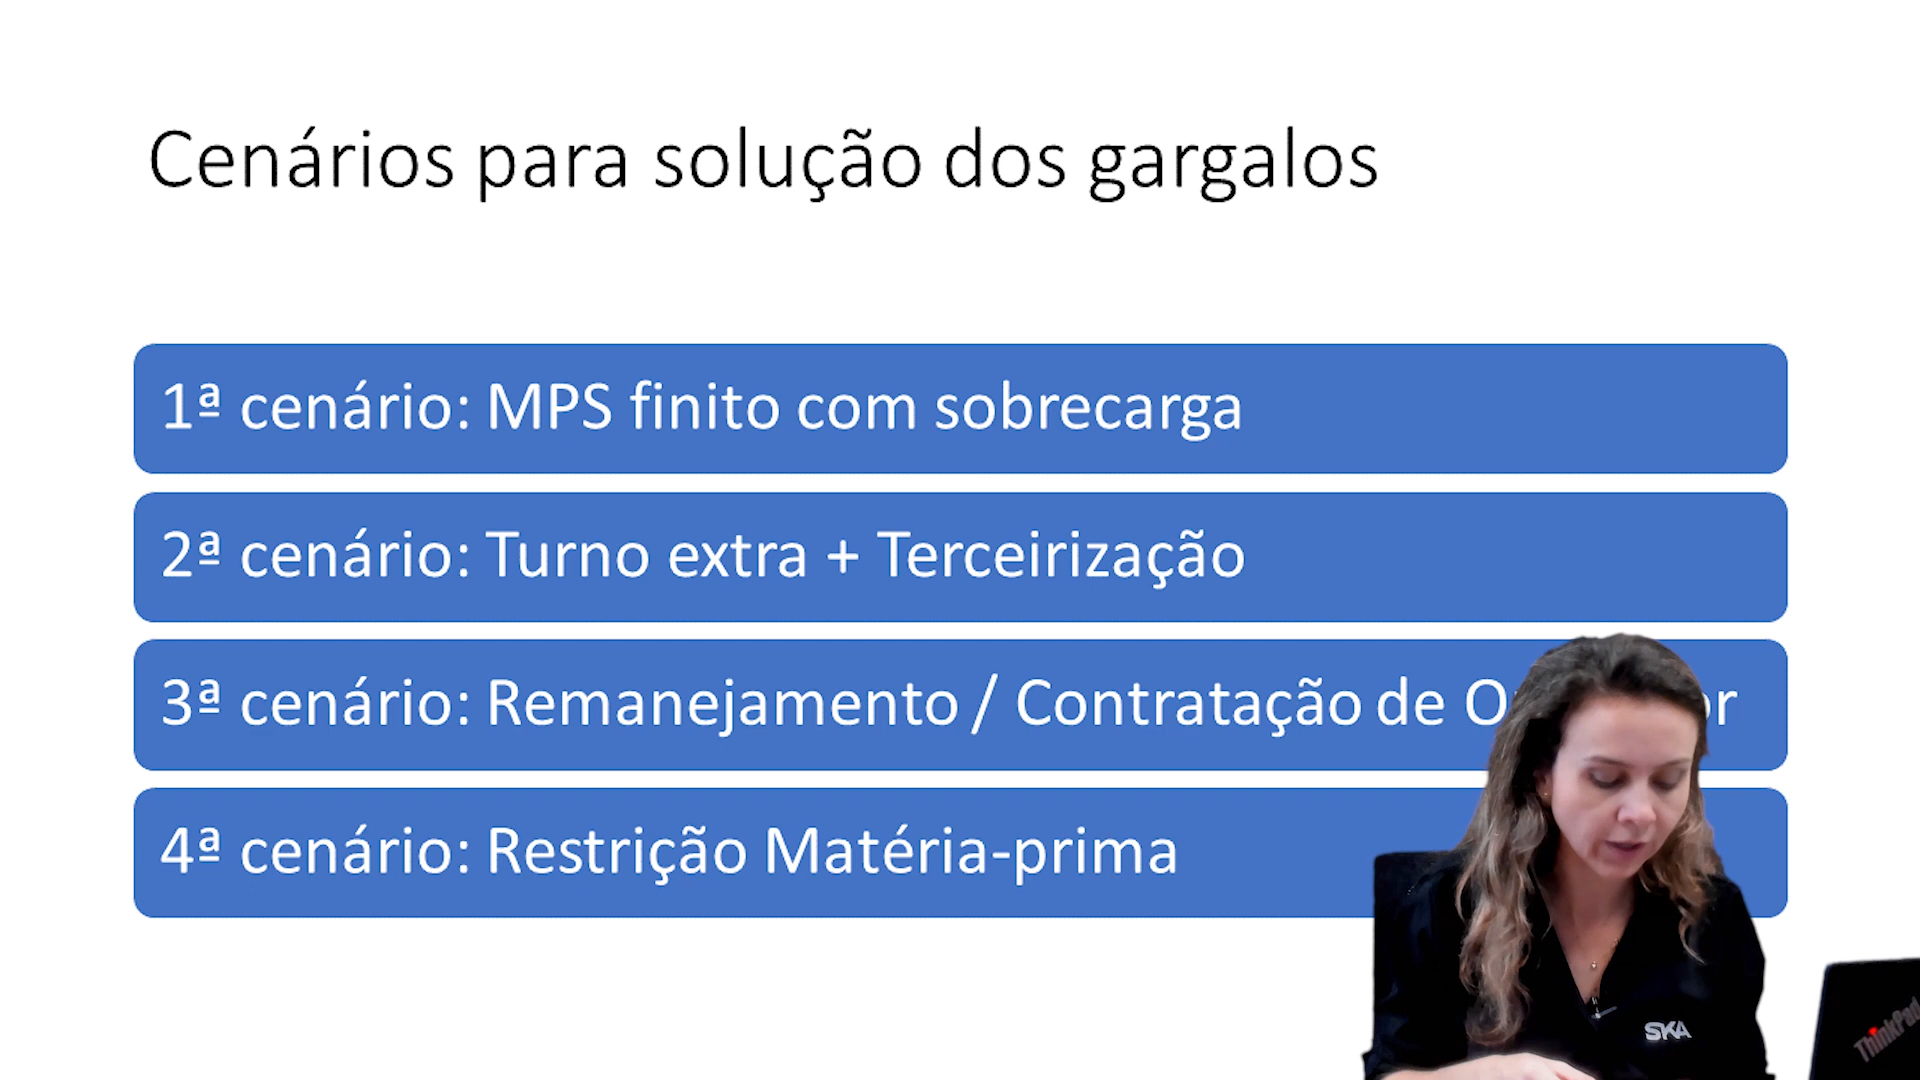 Cenários para solução dos gargalos
1ª cenário: MPS finito com sobrecarga
2ª cenário: Turno extra + Terceirização
3ª cenário: Remanejamento / Contratação de
4ª cenário: Restrição Matéria-prima
SKA
ThinkPad